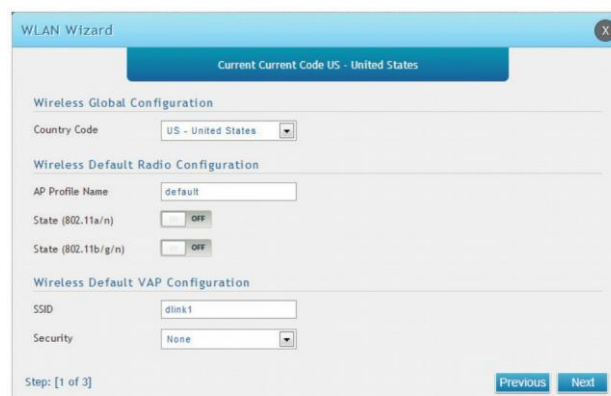 WLAN Wizard
X
Current Current Code US - United States
Wireless Global Configuration
Country Code US - United States
Wireless Default Radio Configuration
AP Profile Name default
State (802.11a/n) OFF
State (802.11b/g/n) OFF
Wireless Default VAP Configuration
SSID dlink1
Security None
Step: [1 of 3] Previous Next